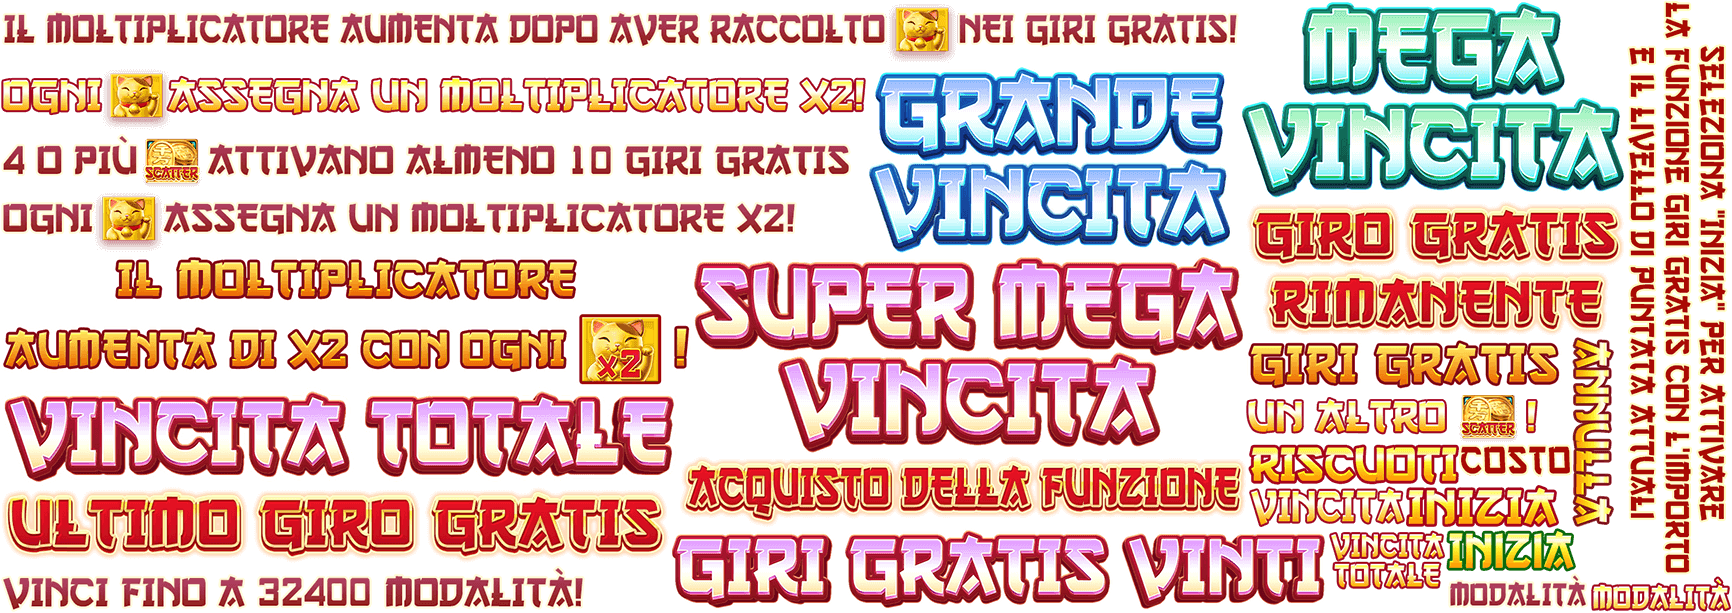 IL MOLTIPLICATORE AUMENTA DOPO AVER RACCOLTO NEI GIRI GRATIS!
OGNI ASSEGNA UN MOLTIPLICATORE X2!
4 O PIÙ SCATTER ATTIVANO ALMENO 10 GIRI GRATIS
OGNI ASSEGNA UN MOLTIPLICATORE X2!
IL MOLTIPLICATORE
AUMENTA DI X2 CON OGNI X2 !
VINCITA TOTALE
ULTIMO GIRO GRATIS
VINCI FINO A 32400 MODALITÀ!
GRANDE
VINCITA
SUPER MEGA
VINCITA
ACQUISTO DELLA FUNZIONE
GIRI GRATIS VINTI
MEGA
VINCITA
GIRO GRATIS
RIMANENTE
GIRI GRATIS
UN ALTRO SCATTER !
RISCUOTI
COSTO
VINCITA
INIZIA
ANNULLA
VINCITA
TOTALE
INIZIA
MODALITÀ
MODALITÀ
SELEZIONA "INIZIA" PER ATTIVARE
LA FUNZIONE GIRI GRATIS CON L'IMPORTO
E IL LIVELLO DI PUNTATA ATTUALI